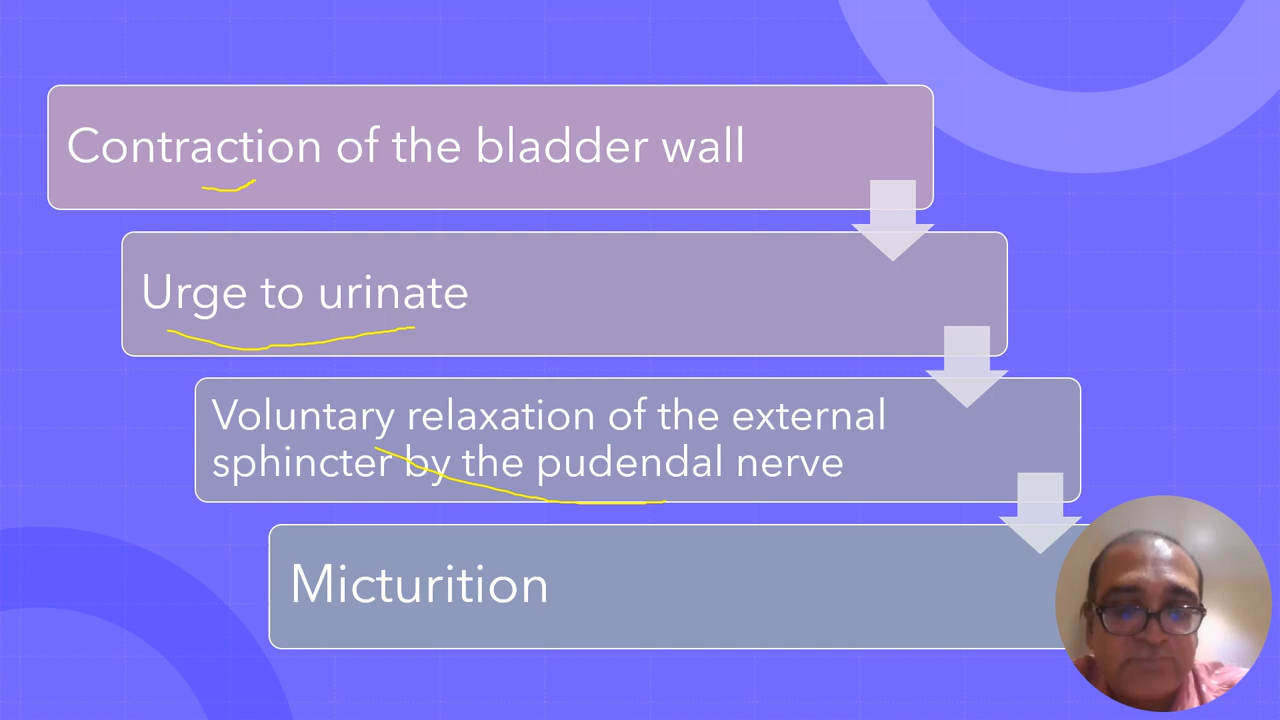 Contraction of the bladder wall
Urge to urinate
Voluntary relaxation of the external
sphincter by the pudendal nerve
Micturition